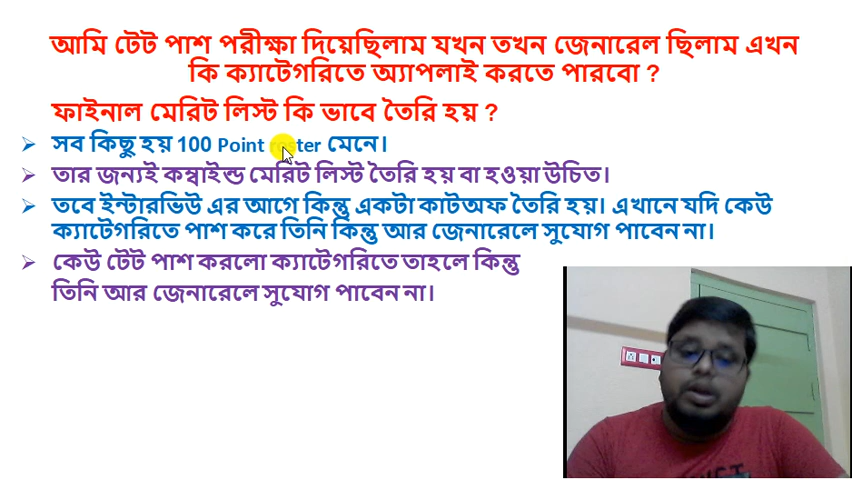 আমি টেট পাশ পরীক্ষা দিয়েছিলাম যখন তখন জেনারেল ছিলাম এখন
কি ক্যাটেগরিতে অ্যাপলাই করতে পারবো ?
ফাইনাল মেরিট লিস্ট কি ভাবে তৈরি হয় ?
সব কিছু হয় 100 Point roster মেনে।
তার জন্যই কম্বাইন্ড মেরিট লিস্ট তৈরি হয় বা হওয়া উচিত।
তবে ইন্টারভিউ এর আগে কিন্তু একটা কাটঅফ তৈরি হয়। এখানে যদি কেউ
ক্যাটেগরিতে পাশ করে তিনি কিন্তু আর জেনারেলে সুযোগ পাবেন না।
কেউ টেট পাশ করলো ক্যাটেগরিতে তাহলে কিন্তু
তিনি আর জেনারেলে সুযোগ পাবেন না।